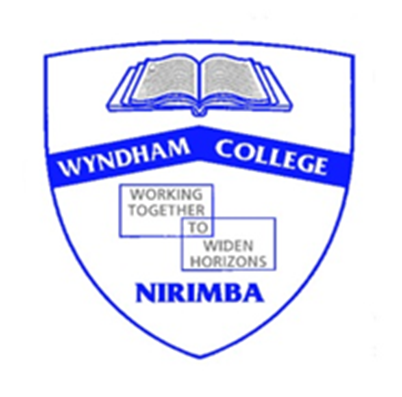 WYNDHAM COLLEGE
WORKING
TOGETHER
TO
WIDEN
HORIZONS
NIRIMBA